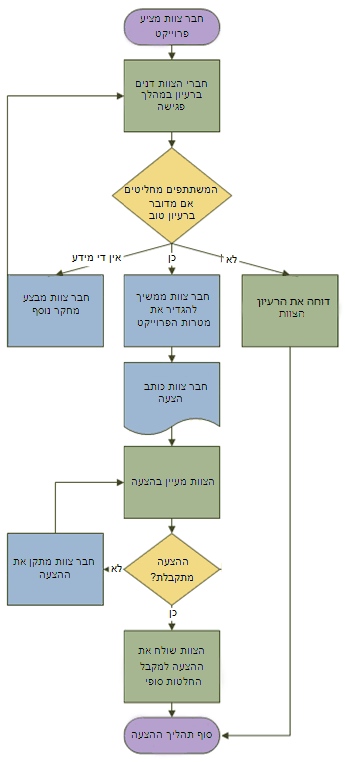 חבר צוות מציע
פרוייקט
חברי הצוות דנים
ברעיון במהלך
פגישה
המשתתפים מחליטים
אם מדובר
ברעיון טוב
אין די מידע
כן
לא
חבר צוות מבצע
מחקר נוסף
חבר צוות ממשיך
להגדיר את
מטרות הפרוייקט
דוחה את הרעיון
הצוות
חבר צוות כותב
הצעה
הצוות מעיין בהצעה
חבר צוות מתקן את
ההצעה
לא
ההצעה
מתקבלת?
כן
הצוות שולח את
ההצעה למקבל
החלטות סופי
סוף תהליך ההצעה